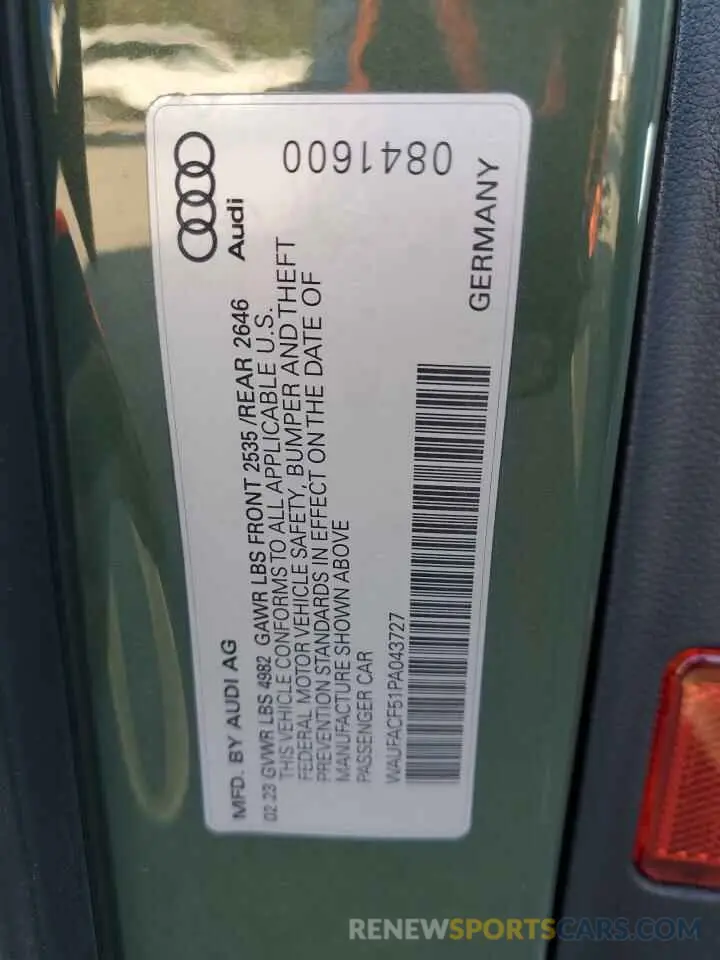 MFD. BY AUDI AG
02 23 GVWR LBS 4982 GAWR LBS FRONT 2535 /REAR 2646
THIS VEHICLE CONFORMS TO ALL APPLICABLE U.S.
FEDERAL MOTOR VEHICLE SAFETY, BUMPER AND THEFT
PREVENTION STANDARDS IN EFFECT ON THE DATE OF
MANUFACTURE SHOWN ABOVE
PASSENGER CAR
WAUFACF51PA043727
Audi
0841600
GERMANY
RENEWSPORTSCARS.COM